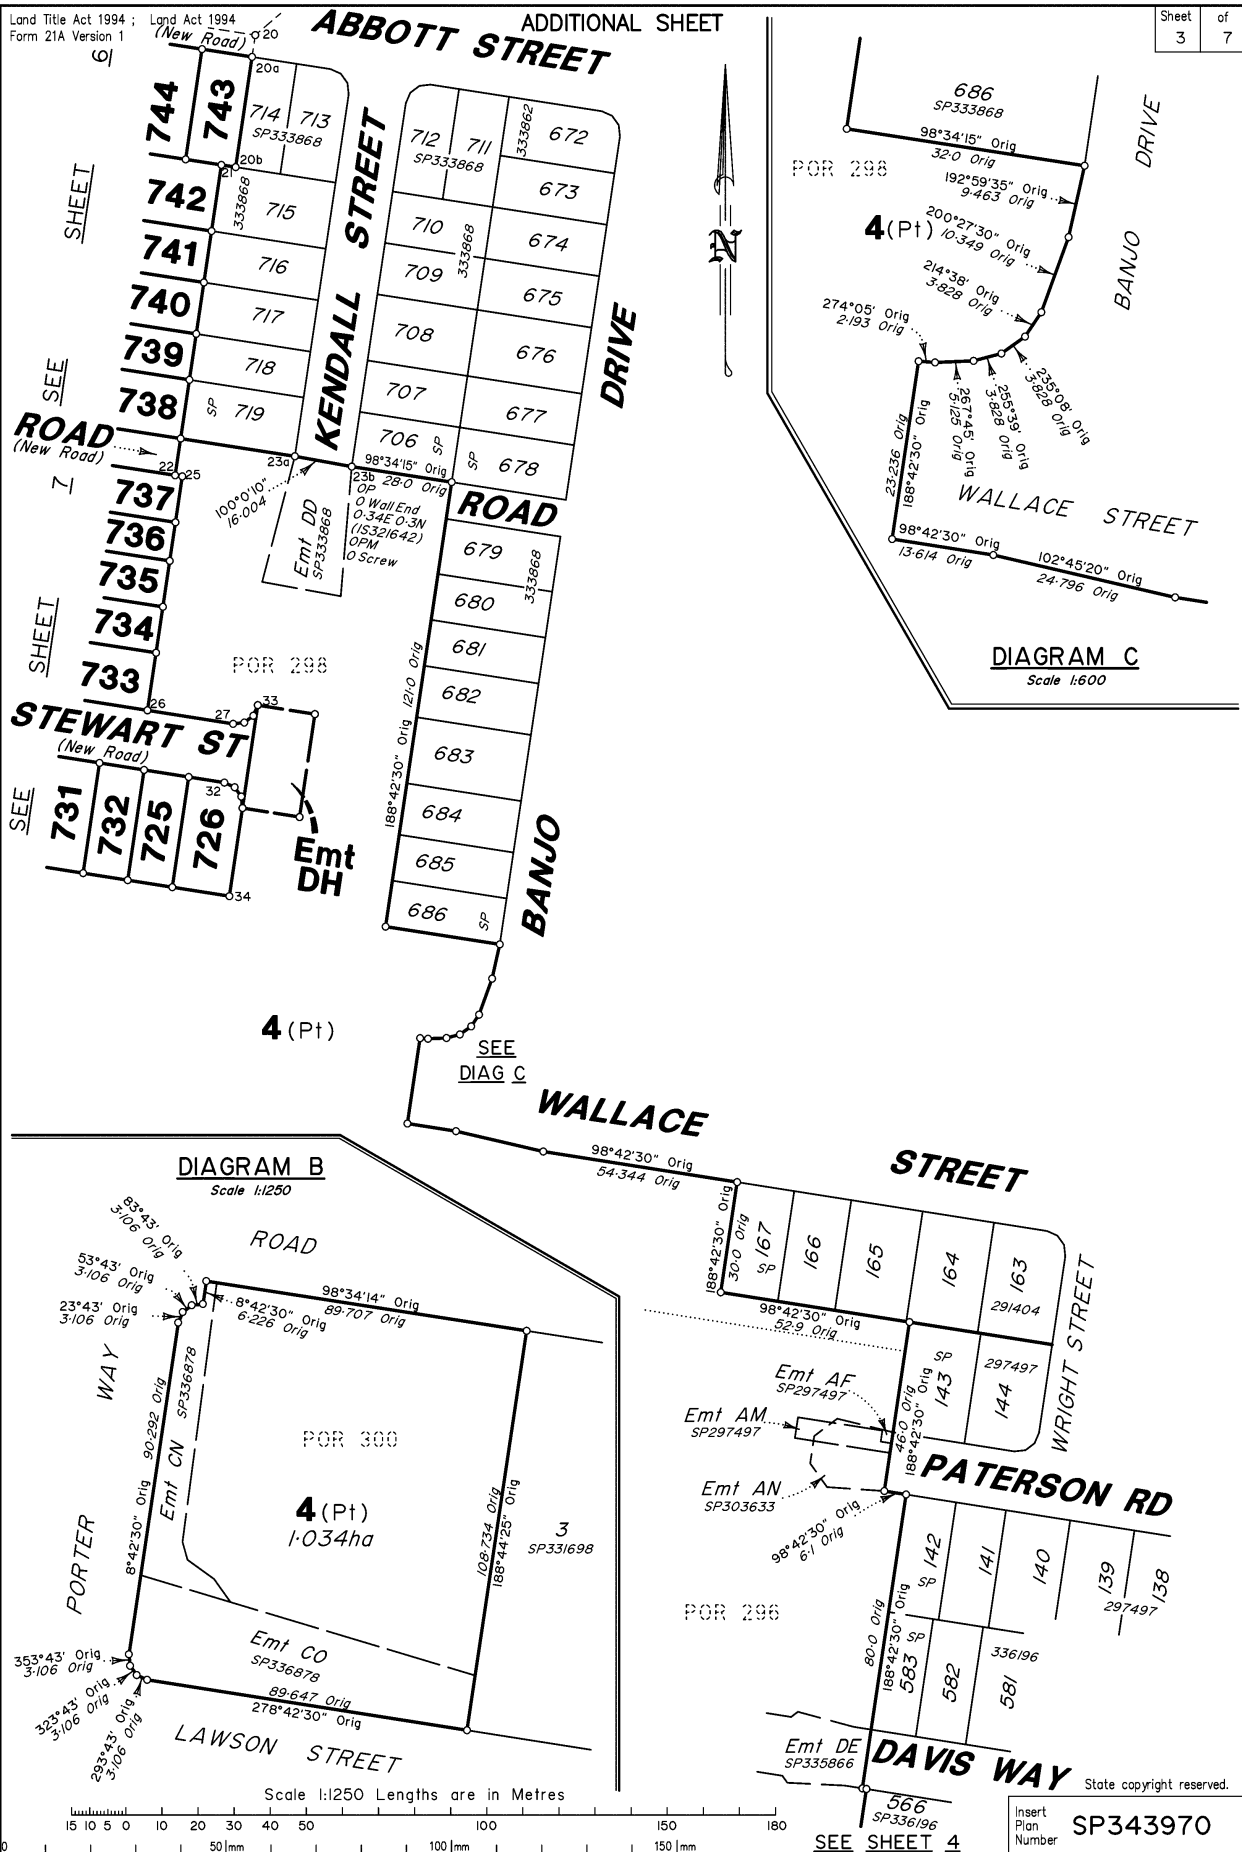 Land Title Act 1994 ; Land Act 1994
Form 21A Version 1
ADDITIONAL SHEET
Sheet of
3 7
6
SHEET
SEE
(New Road)
20
20a
20b
21
ABBOTT STREET
744
743
742
741
740
739
738
ROAD
(New Road)
22
25
7
SHEET
SEE
737
736
735
734
733
714
713
SP333868
333868
715
716
717
718
SP
719
KENDALL STREET
712
711
SP333868
333862
672
673
710
333868
674
709
675
708
676
707
677
706
SP
SP
678
DRIVE
23a
23b
98°34'15" Orig
28·0 Orig
100°0'10"
16·004
OP
O Wall End
0·34E 0·3N
(IS321642)
OPM
O Screw
Emt DD
SP333868
ROAD
679
333868
680
681
682
683
684
685
686
SP
188°42'30" Orig 121·0 Orig
BANJO
POR 298
26
27
33
STEWART ST
(New Road)
32
731
732
725
726
34
Emt
DH
4 (Pt)
SEE
DIAG C
N
686
SP333868
98°34'15" Orig
32·0 Orig
POR 298
192°59'35" Orig
9·463 Orig
4(Pt)
200°27'30" Orig
10·349 Orig
214°38' Orig
3·828 Orig
274°05' Orig
2·193 Orig
235°08' Orig
3·828 Orig
255°39' Orig
3·828 Orig
267°45' Orig
5·125 Orig
23·236 Orig
188°42'30" Orig
BANJO DRIVE
WALLACE STREET
98°42'30" Orig
13·614 Orig
102°45'20" Orig
24·796 Orig
DIAGRAM C
Scale 1:600
WALLACE STREET
98°42'30" Orig
54·344 Orig
188°42'30" Orig
30·0 Orig
167
SP
166
165
164
163
291404
98°42'30" Orig
52·9 Orig
WRIGHT STREET
SP
143
297497
144
46·0 Orig
188°42'30" Orig
Emt AF
SP297497
Emt AM
SP297497
Emt AN
SP303633
98°42'30" Orig
6·1 Orig
PATERSON RD
142
SP
141
140
139
138
297497
POR 296
80·0 Orig
188°42'30" Orig
SP
583
582
336196
581
Emt DE
SP335866
DAVIS WAY
566
SP336196
SEE SHEET 4
DIAGRAM B
Scale 1:1250
ROAD
83°43' Orig
3·106 Orig
53°43' Orig
3·106 Orig
23°43' Orig
3·106 Orig
98°34'14" Orig
89·707 Orig
8°42'30" Orig
6·226 Orig
PORTER WAY
8°42'30" Orig 90·292 Orig
Emt CN SP336878
POR 300
4(Pt)
1·034ha
108·734 Orig
188°44'25" Orig
3
SP331698
Emt CO
SP336878
89·647 Orig
278°42'30" Orig
353°43' Orig
3·106 Orig
323°43' Orig
3·106 Orig
293°43' Orig
3·106 Orig
LAWSON STREET
Scale 1:1250 Lengths are in Metres
15 10 5 0 10 20 30 40 50 100 150 180
0 50mm 100mm 150mm
State copyright reserved.
Insert
Plan
Number
SP343970